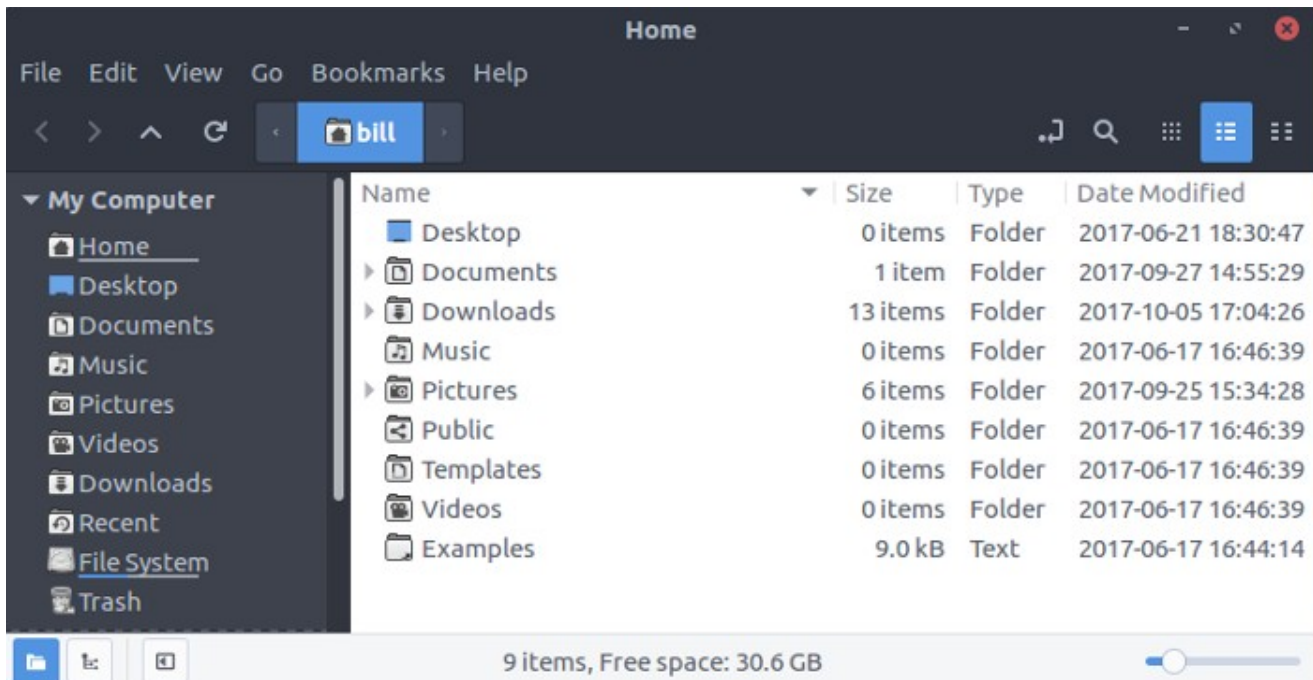 Home
File Edit View Go Bookmarks Help
bill
My Computer
Home
Desktop
Documents
Music
Pictures
Videos
Downloads
Recent
File System
Trash
Name Size Type Date Modified
Desktop 0 items Folder 2017-06-21 18:30:47
Documents 1 item Folder 2017-09-27 14:55:29
Downloads 13 items Folder 2017-10-05 17:04:26
Music 0 items Folder 2017-06-17 16:46:39
Pictures 6 items Folder 2017-09-25 15:34:28
Public 0 items Folder 2017-06-17 16:46:39
Templates 0 items Folder 2017-06-17 16:46:39
Videos 0 items Folder 2017-06-17 16:46:39
Examples 9.0 kB Text 2017-06-17 16:44:14
9 items, Free space: 30.6 GB